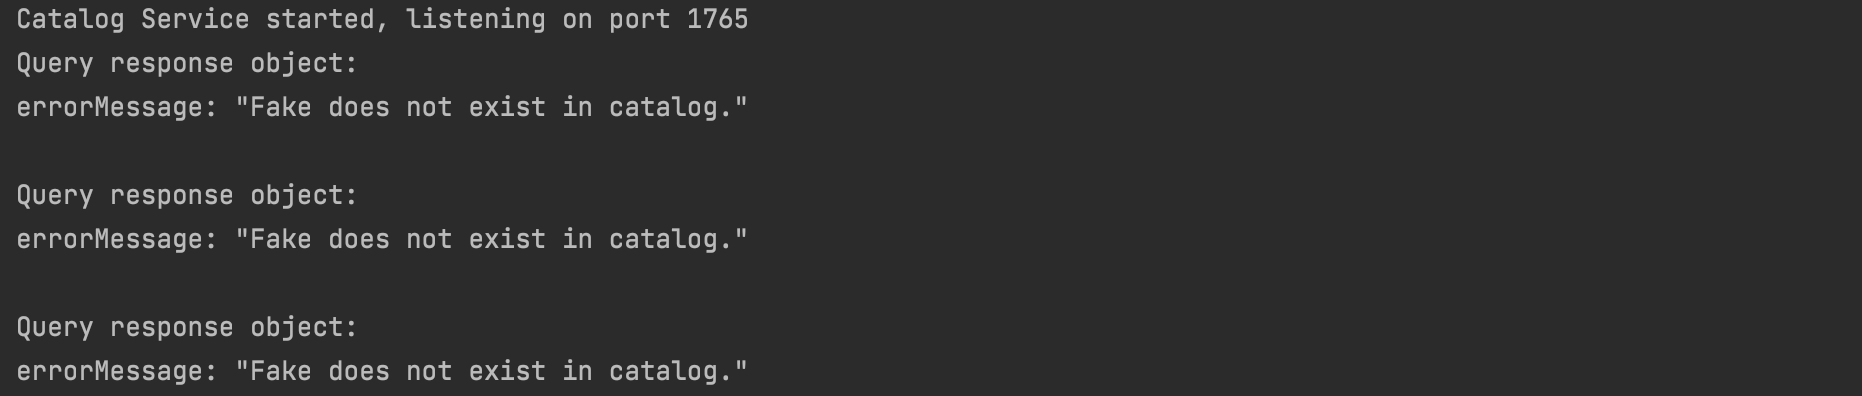 Catalog Service started, listening on port 1765
Query response object:
errorMessage: "Fake does not exist in catalog."
Query response object:
errorMessage: "Fake does not exist in catalog."
Query response object:
errorMessage: "Fake does not exist in catalog."